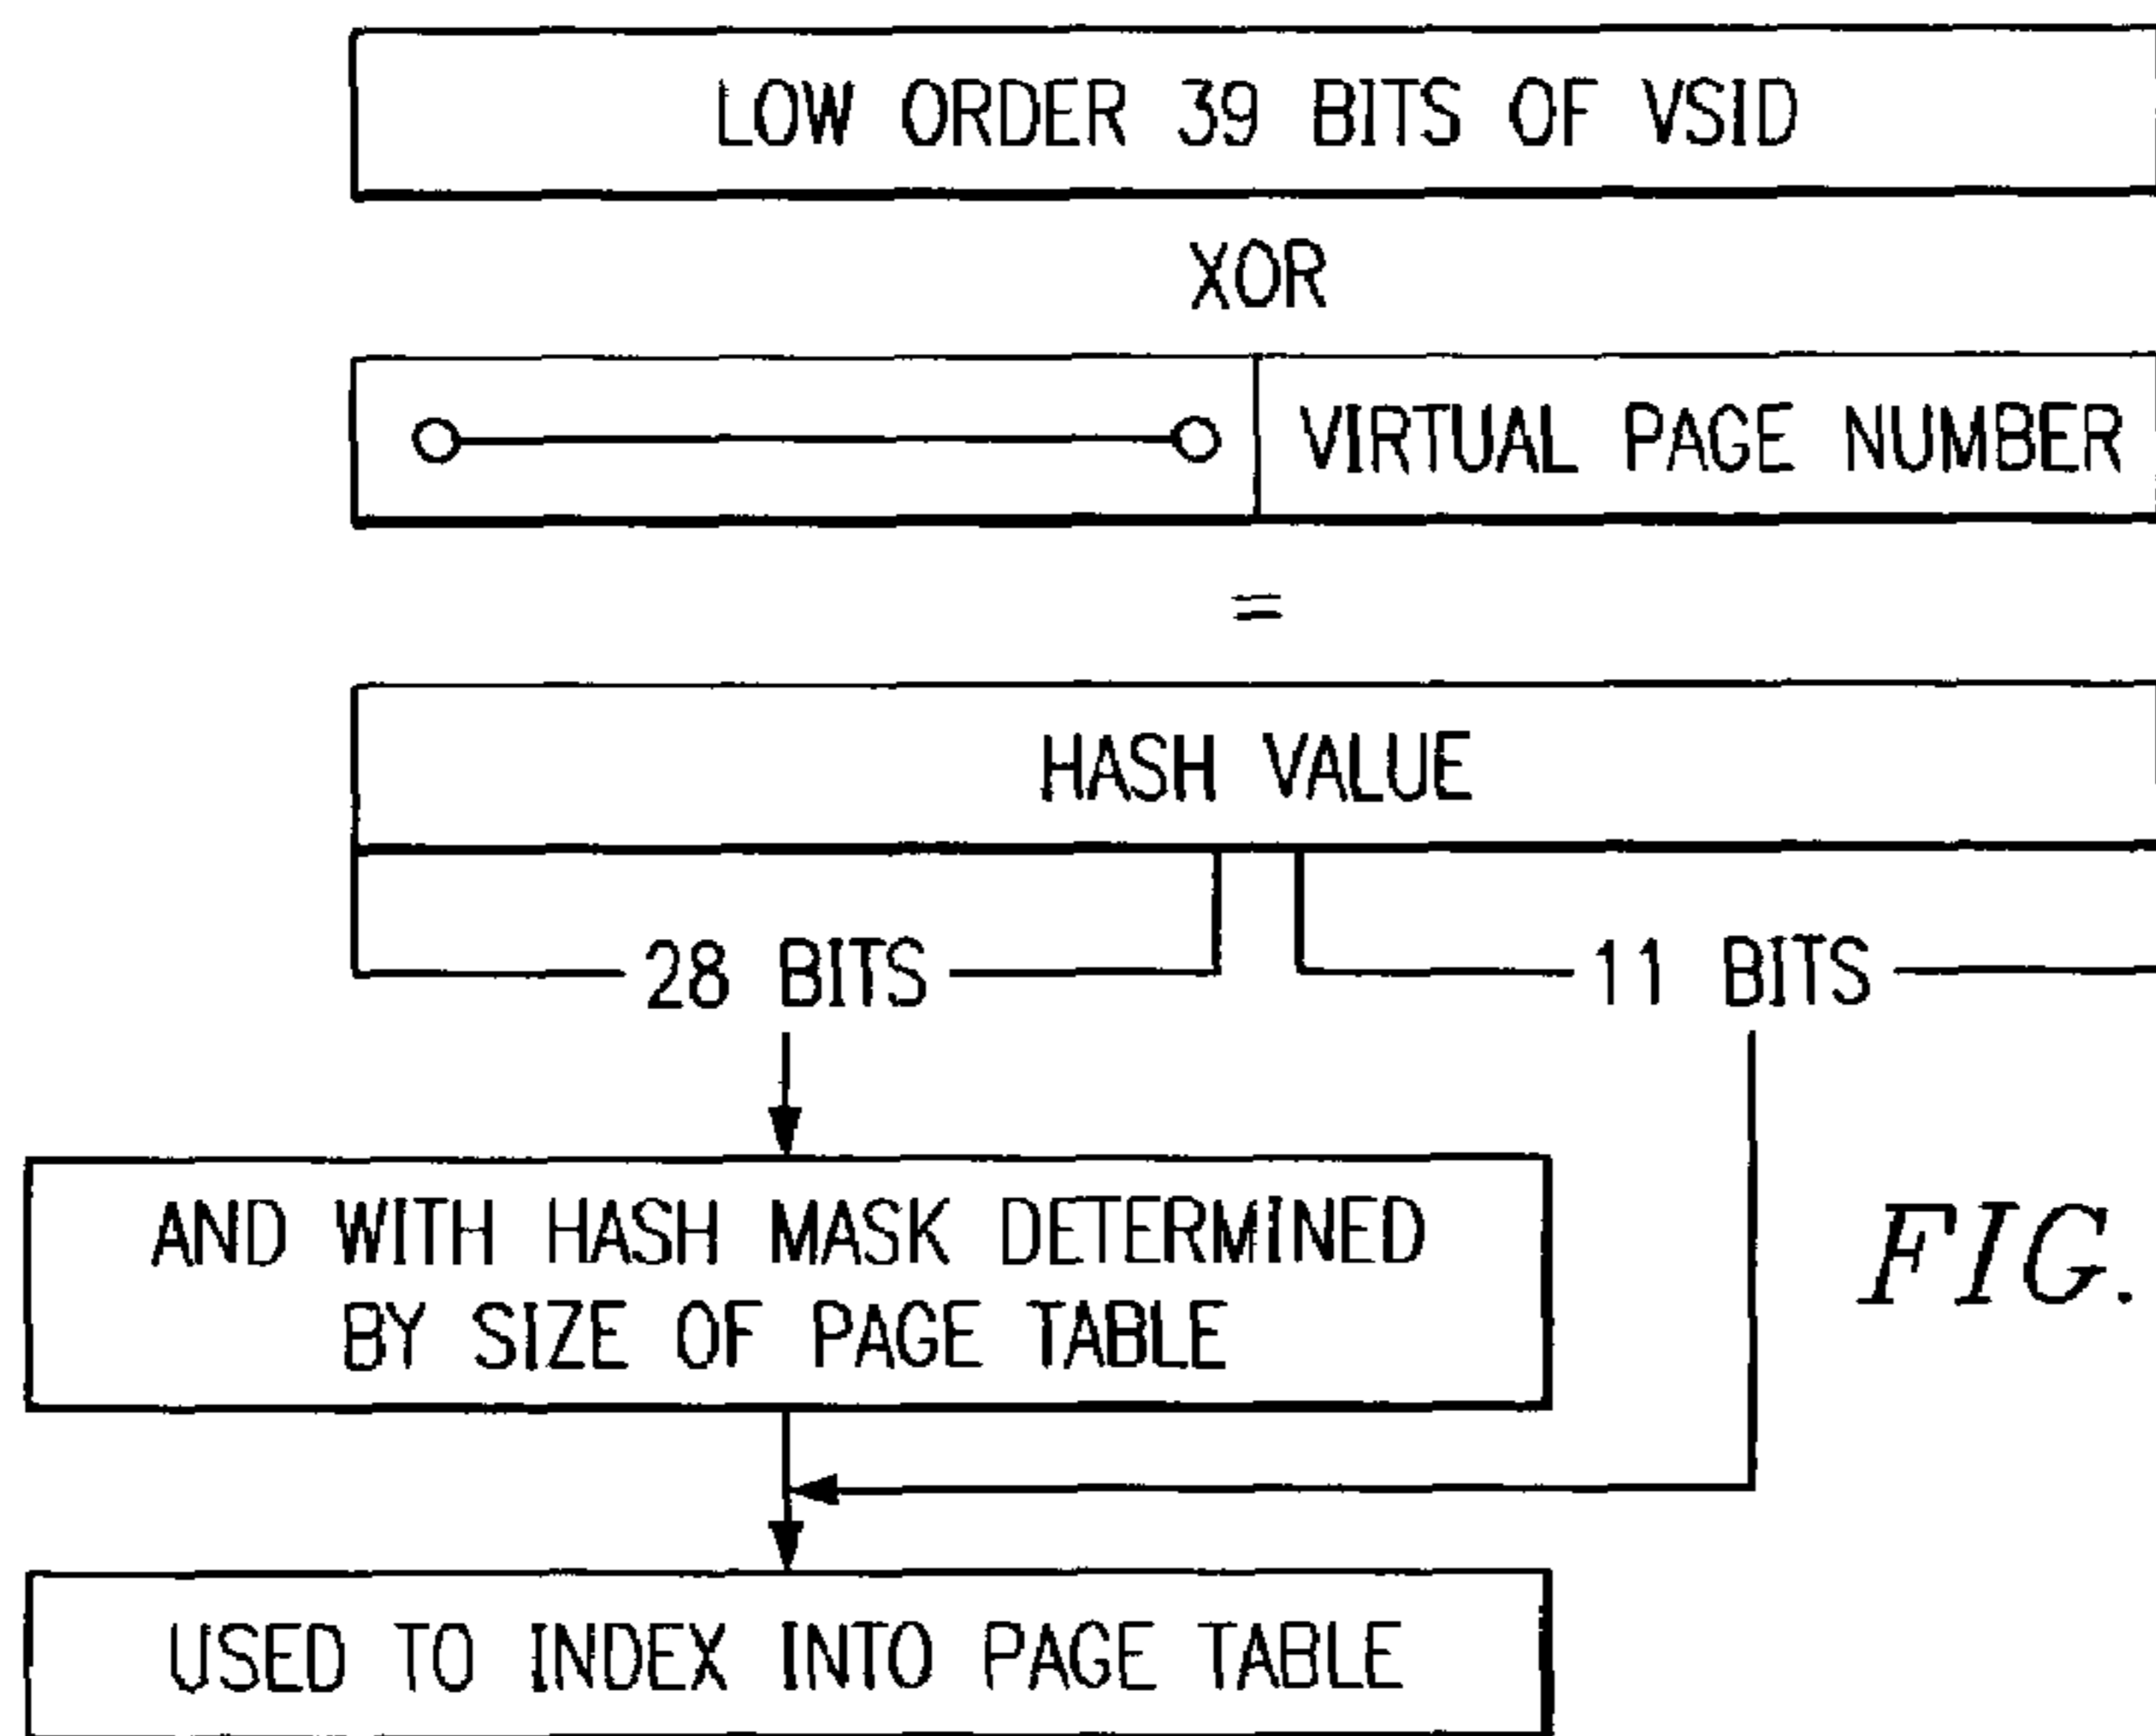 LOW ORDER 39 BITS OF VSID
XOR
VIRTUAL PAGE NUMBER
=
HASH VALUE
28 BITS
11 BITS
AND WITH HASH MASK DETERMINED
BY SIZE OF PAGE TABLE
FIG.
USED TO INDEX INTO PAGE TABLE